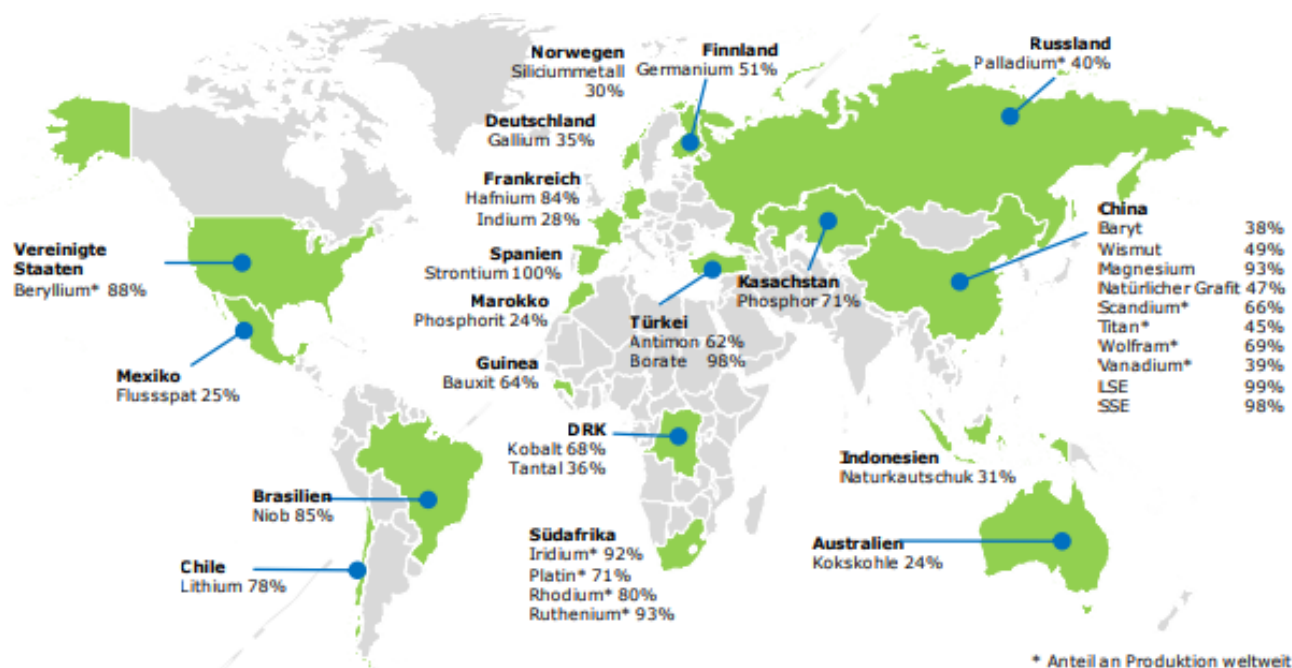 Norwegen
Siliciummetall
30%
Finnland
Germanium 51%
Russland
Palladium* 40%
Deutschland
Gallium 35%
Frankreich
Hafnium 84%
Indium 28%
Vereinigte
Staaten
Beryllium* 88%
Spanien
Strontium 100%
Marokko
Phosphorit 24%
Türkei
Antimon 62%
Borate 98%
Kasachstan
Phosphor 71%
China
Baryt 38%
Wismut 49%
Magnesium 93%
Natürlicher Grafit 47%
Scandium* 66%
Titan* 45%
Wolfram* 69%
Vanadium* 39%
LSE 99%
SSE 98%
Mexiko
Flussspat 25%
Guinea
Bauxit 64%
DRK
Kobalt 68%
Tantal 36%
Indonesien
Naturkautschuk 31%
Brasilien
Niob 85%
Chile
Lithium 78%
Südafrika
Iridium* 92%
Platin* 71%
Rhodium* 80%
Ruthenium* 93%
Australien
Kokskohle 24%
* Anteil an Produktion weltweit